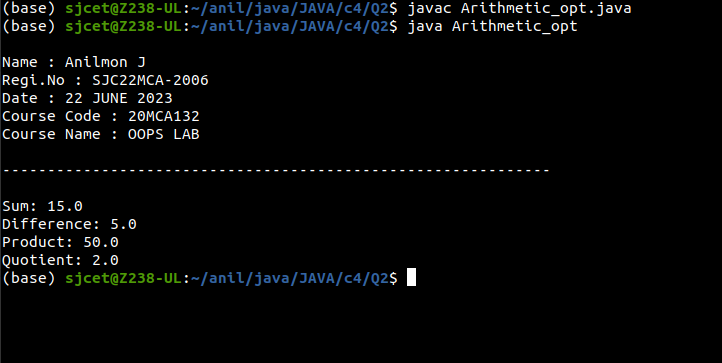 (base) sjcet@Z238-UL:~/anil/java/JAVA/c4/Q2$ javac Arithmetic_opt.java
(base) sjcet@Z238-UL:~/anil/java/JAVA/c4/Q2$ java Arithmetic_opt
Name : Anilmon J
Regi.No : SJC22MCA-2006
Date : 22 JUNE 2023
Course Code : 20MCA132
Course Name : OOPS LAB
-------------------------------------------------------------
Sum: 15.0
Difference: 5.0
Product: 50.0
Quotient: 2.0
(base) sjcet@Z238-UL:~/anil/java/JAVA/c4/Q2$